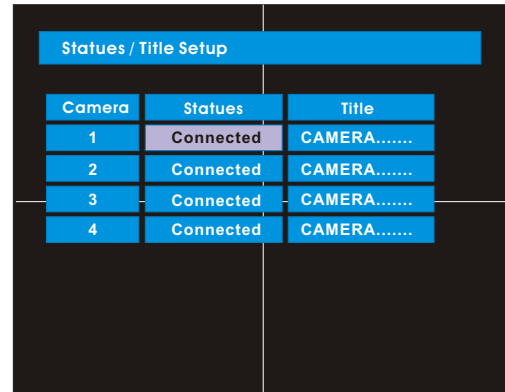 Statues / Title Setup
Camera Statues Title
1 Connected CAMERA.......
2 Connected CAMERA.......
3 Connected CAMERA.......
4 Connected CAMERA.......